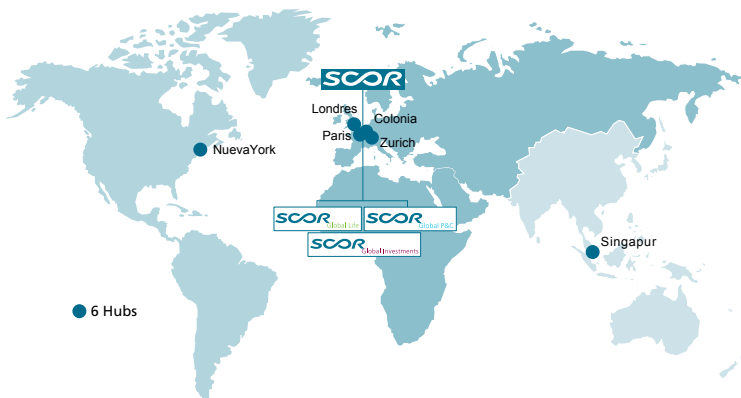 SCOR
Londres
Colonia
Paris
Zurich
NuevaYork
SCOR
Global Life
SCOR
Global P&C
SCOR
Global Investments
Singapur
6 Hubs